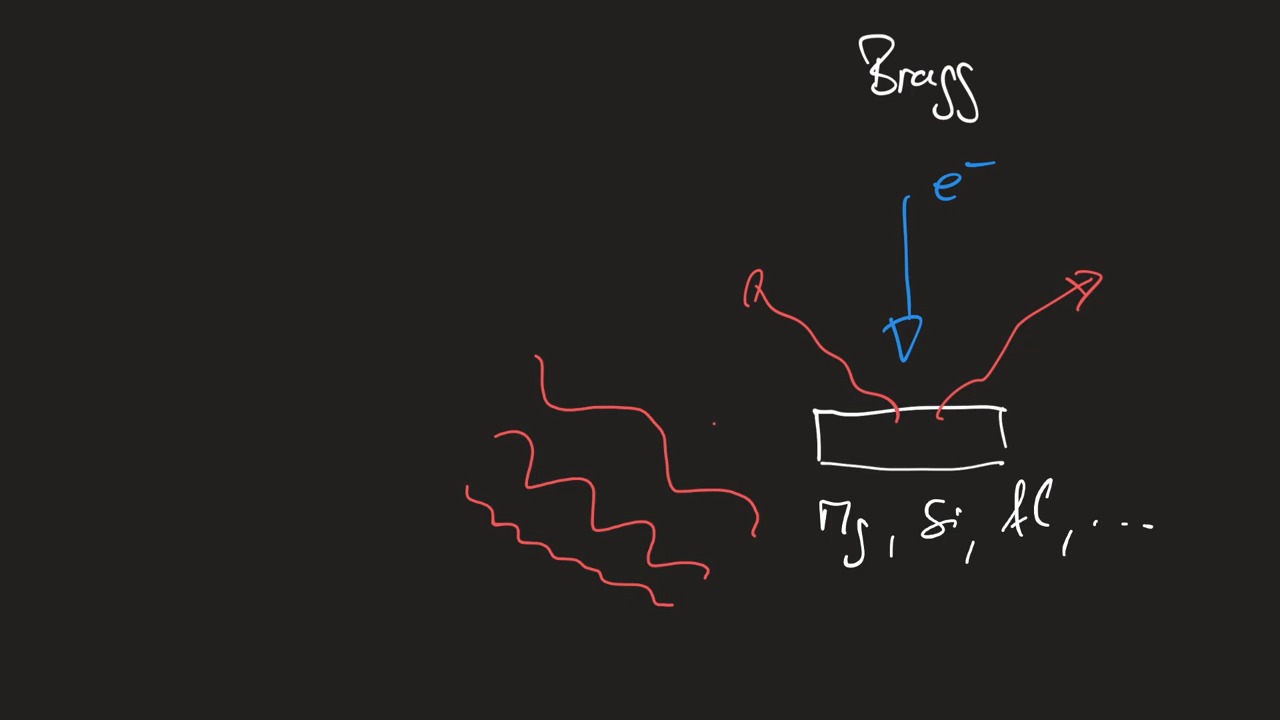 Bragg
e⁻
Mg, Si, Al, ...